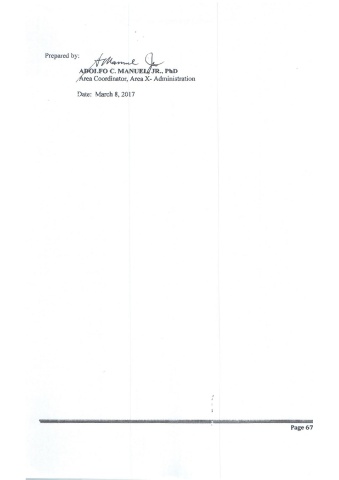 Prepared by:
AManuel Jr
ADOLFO C. MANUEL, JR., PhD
Area Coordinator, Area X- Administration
Date: March 8, 2017
Page 67